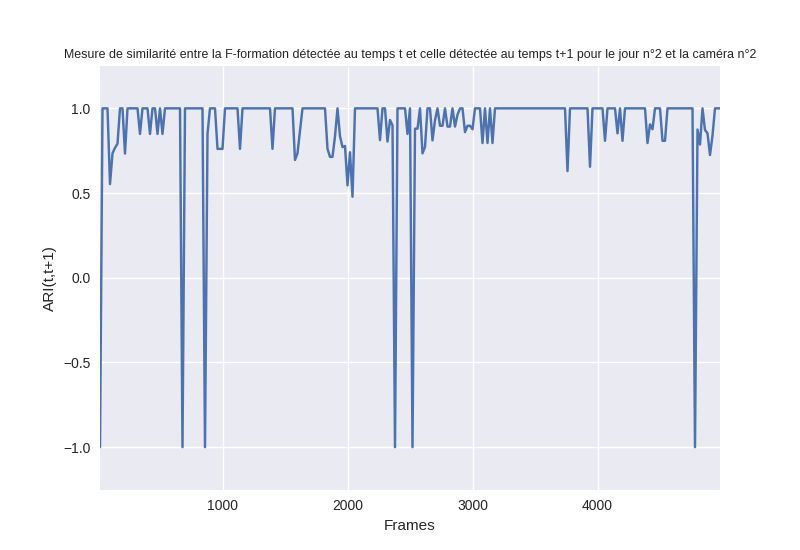 Mesure de similarité entre la F-formation détectée au temps t et celle détectée au temps t+1 pour le jour n°2 et la caméra n°2
1.0
0.5
0.0
−0.5
−1.0
ARI(t,t+1)
1000 2000 3000 4000
Frames